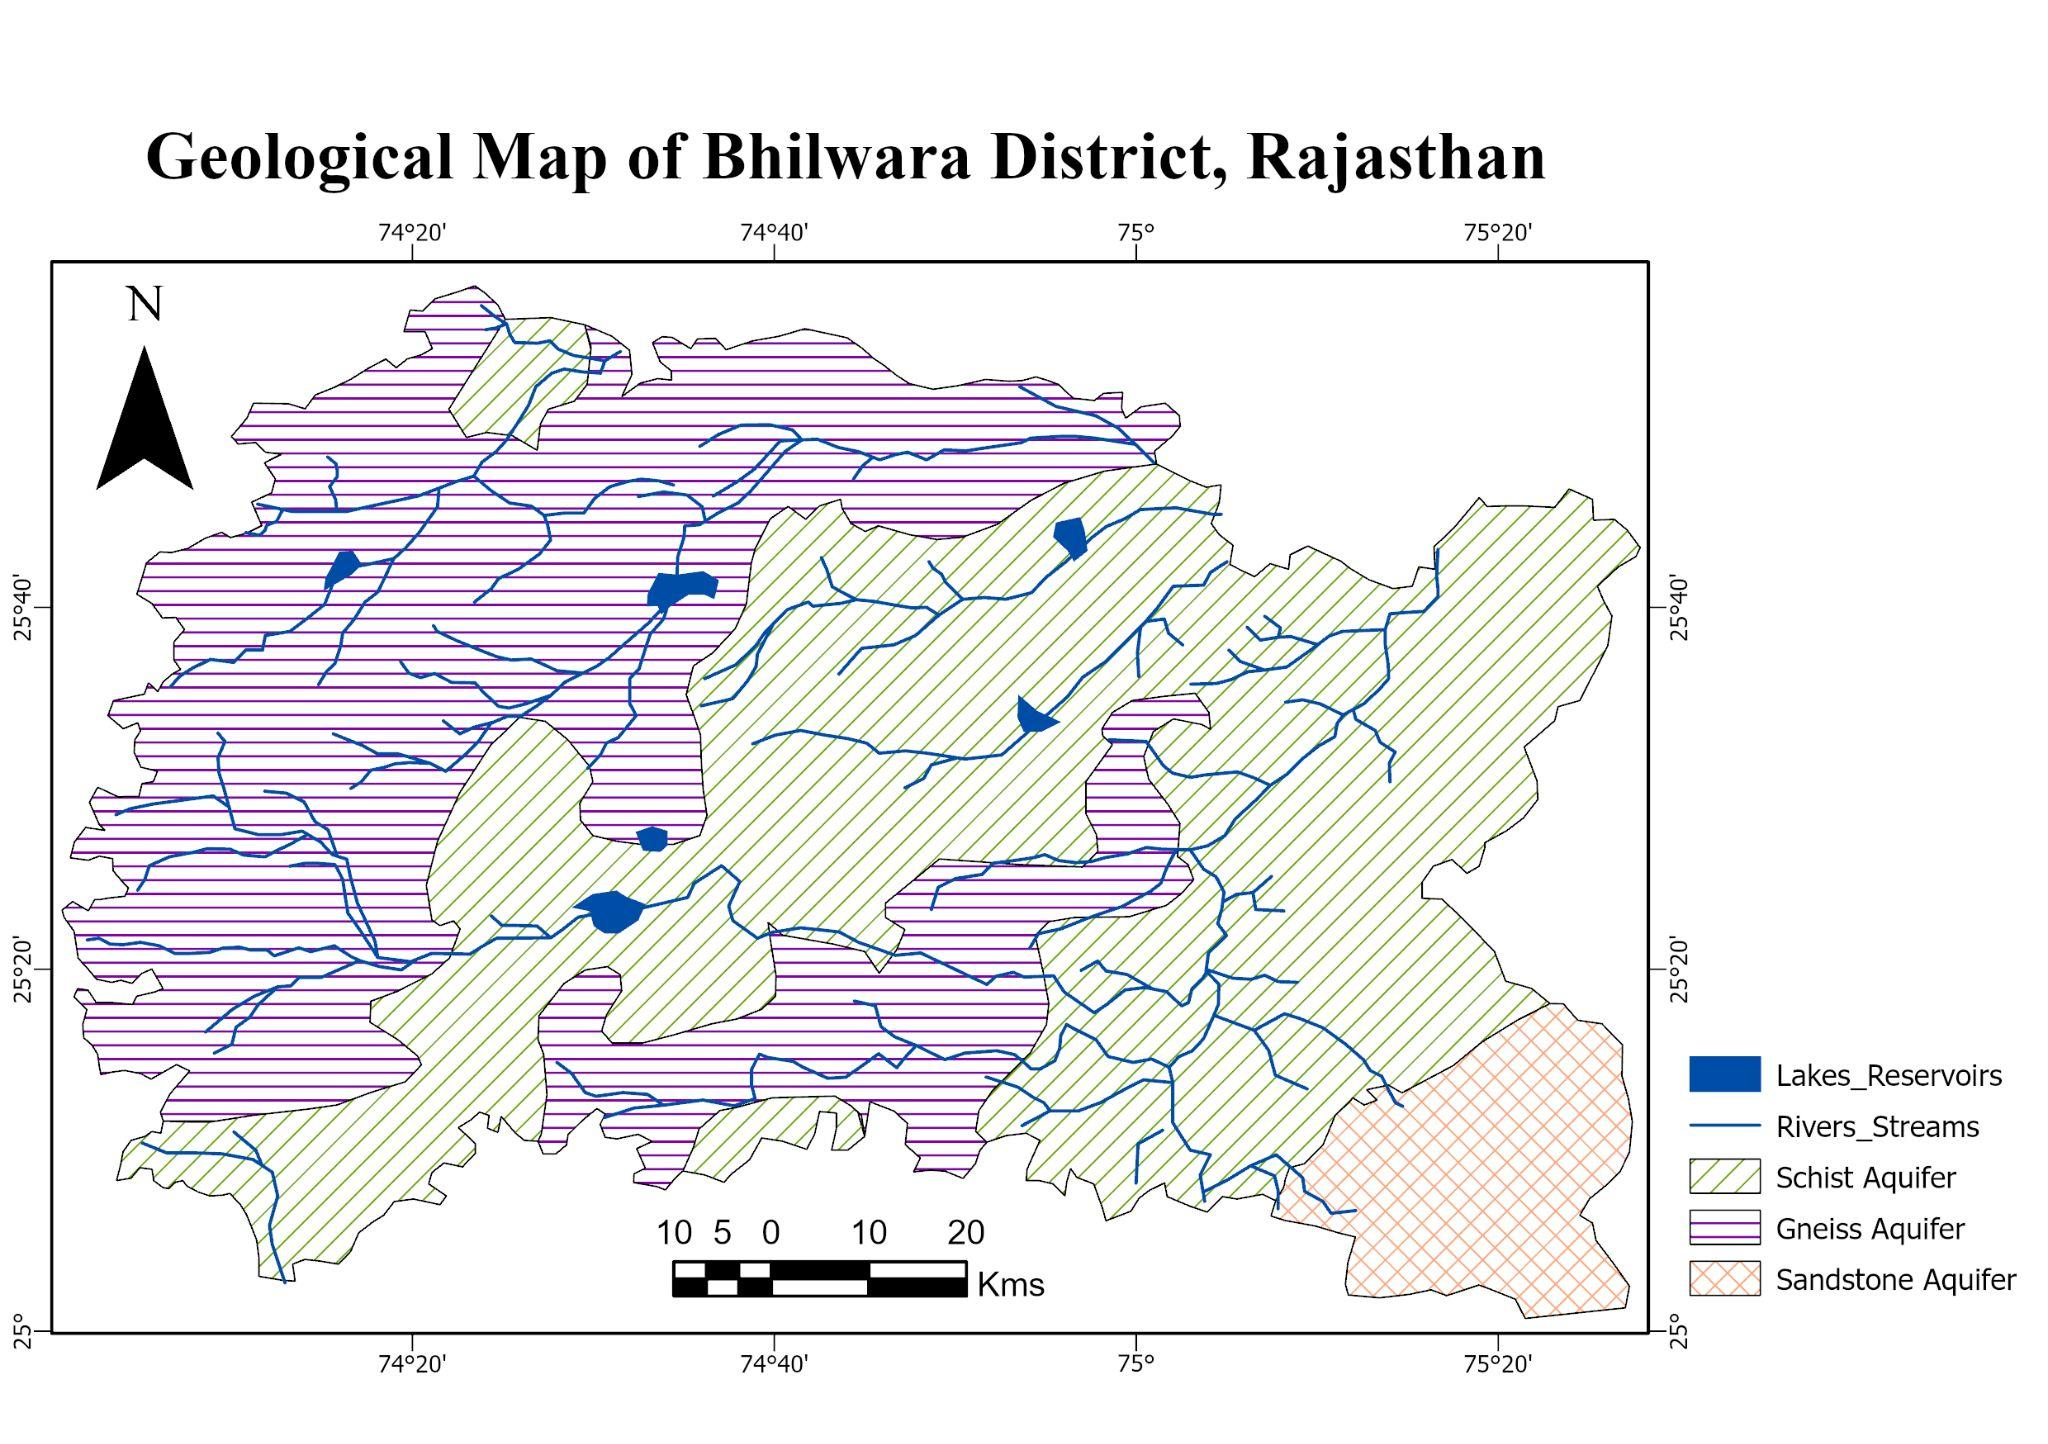 Geological Map of Bhilwara District, Rajasthan
74°20' 74°40' 75° 75°20'
N
25°40' 25°40'
25°20' 25°20'
25° 25°
Lakes_Reservoirs
Rivers_Streams
Schist Aquifer
Gneiss Aquifer
Sandstone Aquifer
10 5 0 10 20
Kms
74°20' 74°40' 75° 75°20'